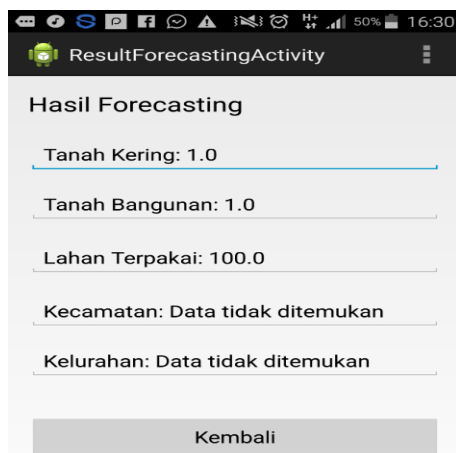 H+ 50% 16:30
ResultForecastingActivity
Hasil Forecasting
Tanah Kering: 1.0
Tanah Bangunan: 1.0
Lahan Terpakai: 100.0
Kecamatan: Data tidak ditemukan
Kelurahan: Data tidak ditemukan
Kembali